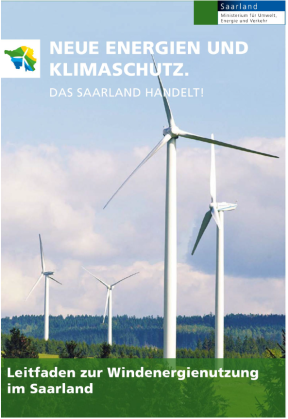 Saarland
Ministerium für Umwelt,
Energie und Verkehr
NEUE ENERGIEN UND
KLIMASCHUTZ.
DAS SAARLAND HANDELT!
Leitfaden zur Windenergienutzung
im Saarland